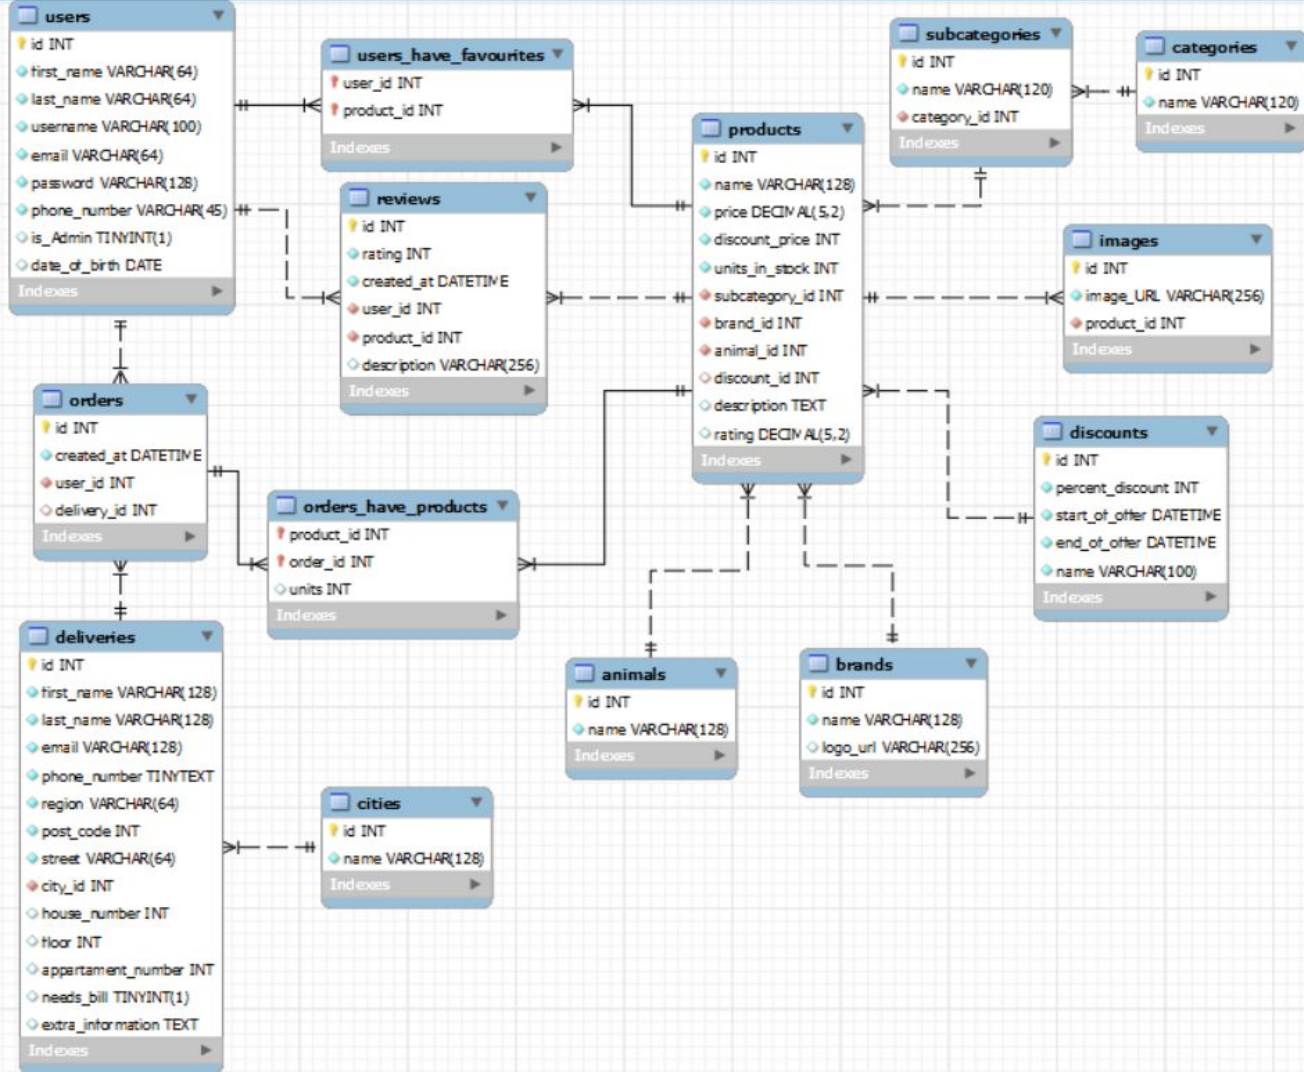 users
id INT
first_name VARCHAR(64)
last_name VARCHAR(64)
username VARCHAR(100)
email VARCHAR(64)
password VARCHAR(128)
phone_number VARCHAR(45)
is_Admin TINYINT(1)
date_of_birth DATE
Indexes
users_have_favourites
user_id INT
product_id INT
Indexes
reviews
id INT
rating INT
created_at DATETIME
user_id INT
product_id INT
description VARCHAR(256)
Indexes
products
id INT
name VARCHAR(128)
price DECIMAL(5,2)
discount_price INT
units_in_stock INT
subcategory_id INT
brand_id INT
animal_id INT
discount_id INT
description TEXT
rating DECIMAL(5,2)
Indexes
subcategories
id INT
name VARCHAR(120)
category_id INT
Indexes
categories
id INT
name VARCHAR(120)
Indexes
images
id INT
image_URL VARCHAR(256)
product_id INT
Indexes
discounts
id INT
percent_discount INT
start_of_offer DATETIME
end_of_offer DATETIME
name VARCHAR(100)
Indexes
orders
id INT
created_at DATETIME
user_id INT
delivery_id INT
Indexes
orders_have_products
product_id INT
order_id INT
units INT
Indexes
deliveries
id INT
first_name VARCHAR(128)
last_name VARCHAR(128)
email VARCHAR(128)
phone_number TINYTEXT
region VARCHAR(64)
post_code INT
street VARCHAR(64)
city_id INT
house_number INT
floor INT
appartament_number INT
needs_bill TINYINT(1)
extra_information TEXT
Indexes
animals
id INT
name VARCHAR(128)
Indexes
brands
id INT
name VARCHAR(128)
logo_url VARCHAR(256)
Indexes
cities
id INT
name VARCHAR(128)
Indexes